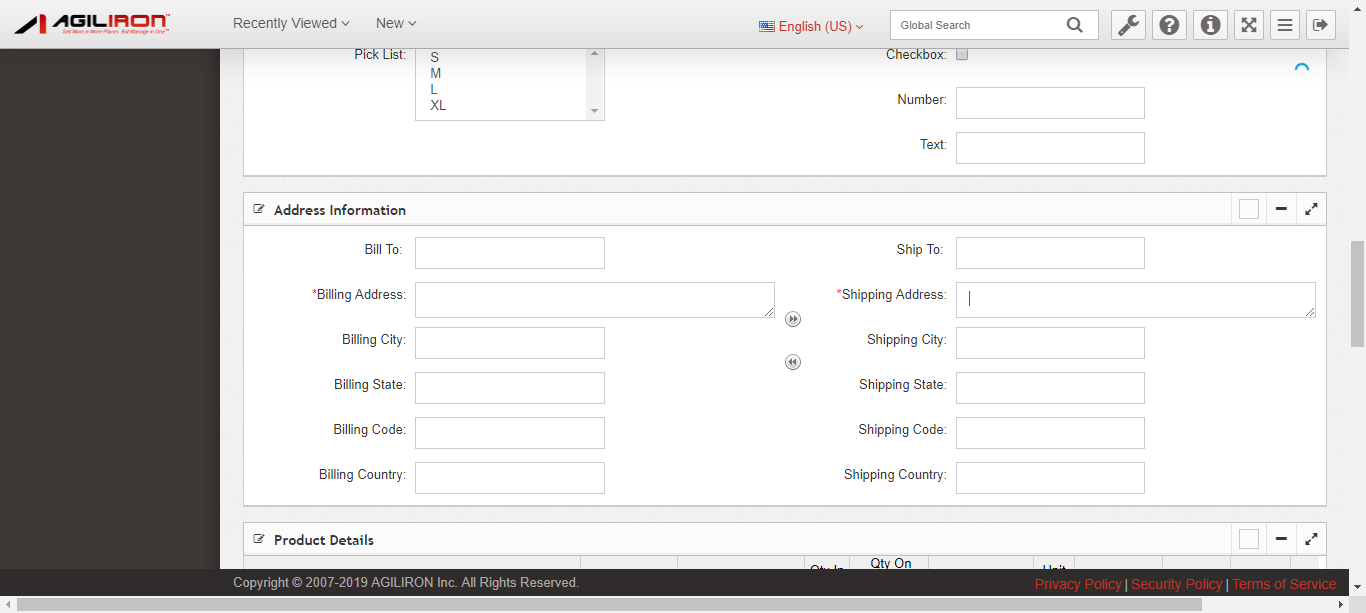 AGILIRON
Sell More in More Places, But Manage in One™
Recently Viewed
New
English (US)
Global Search
Pick List:
S
M
L
XL
Checkbox:
Number:
Text:
Address Information
Bill To:
Ship To:
*Billing Address:
*Shipping Address:
Billing City:
Shipping City:
Billing State:
Shipping State:
Billing Code:
Shipping Code:
Billing Country:
Shipping Country:
Product Details
Qty In
Qty On
Unit
Copyright © 2007-2019 AGILIRON Inc. All Rights Reserved.
Privacy Policy | Security Policy | Terms of Service